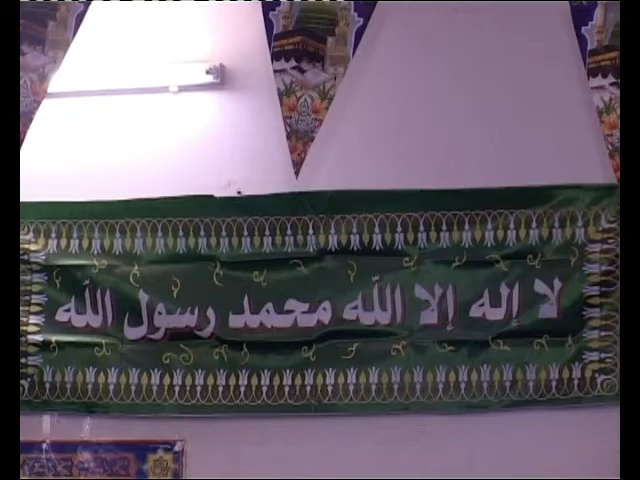 لا إله إلا الله محمد رسول الله